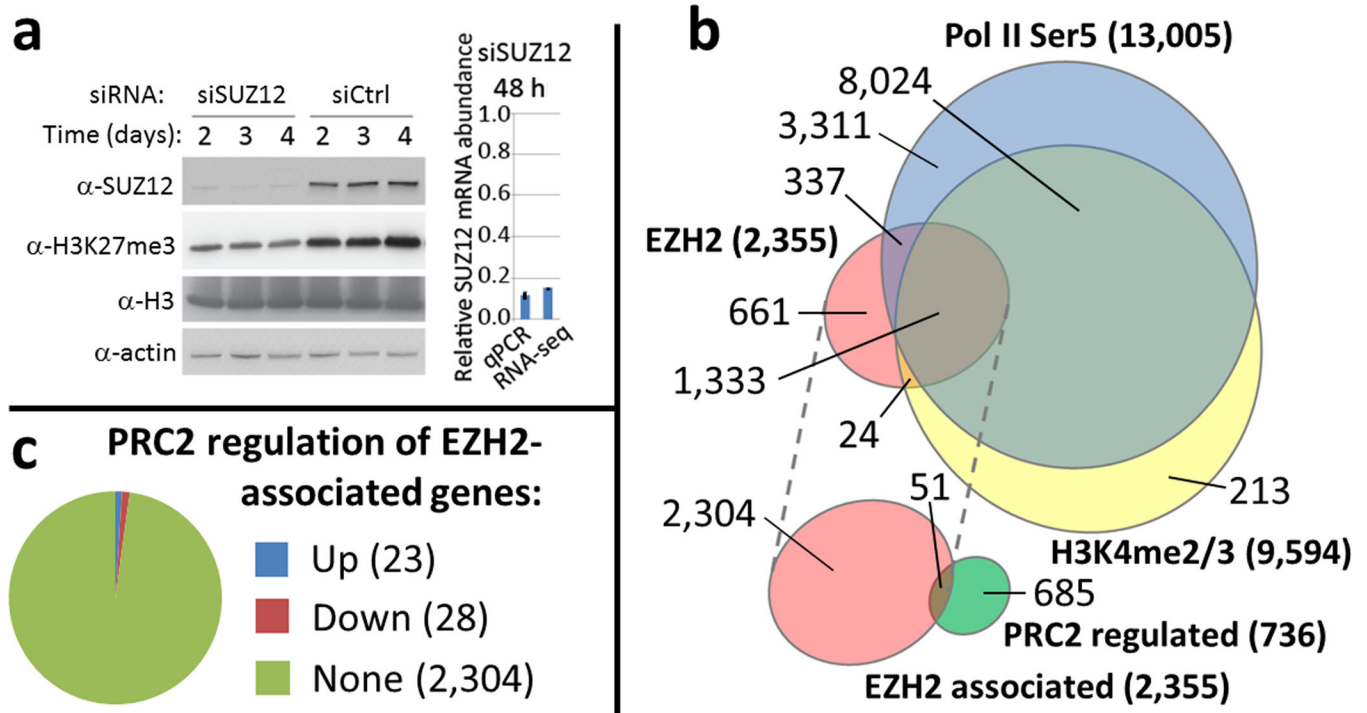 a
siRNA: siSUZ12 siCtrl
Time (days): 2 3 4 2 3 4
α-SUZ12
α-H3K27me3
α-H3
α-actin
siSUZ12
48 h
Relative SUZ12 mRNA abundance
1.0
0.8
0.6
0.4
0.2
0.0
qPCR
RNA-seq
b
Pol II Ser5 (13,005)
8,024
3,311
337
EZH2 (2,355)
661
1,333
24
213
H3K4me2/3 (9,594)
2,304
51
685
PRC2 regulated (736)
EZH2 associated (2,355)
c
PRC2 regulation of EZH2-
associated genes:
Up (23)
Down (28)
None (2,304)